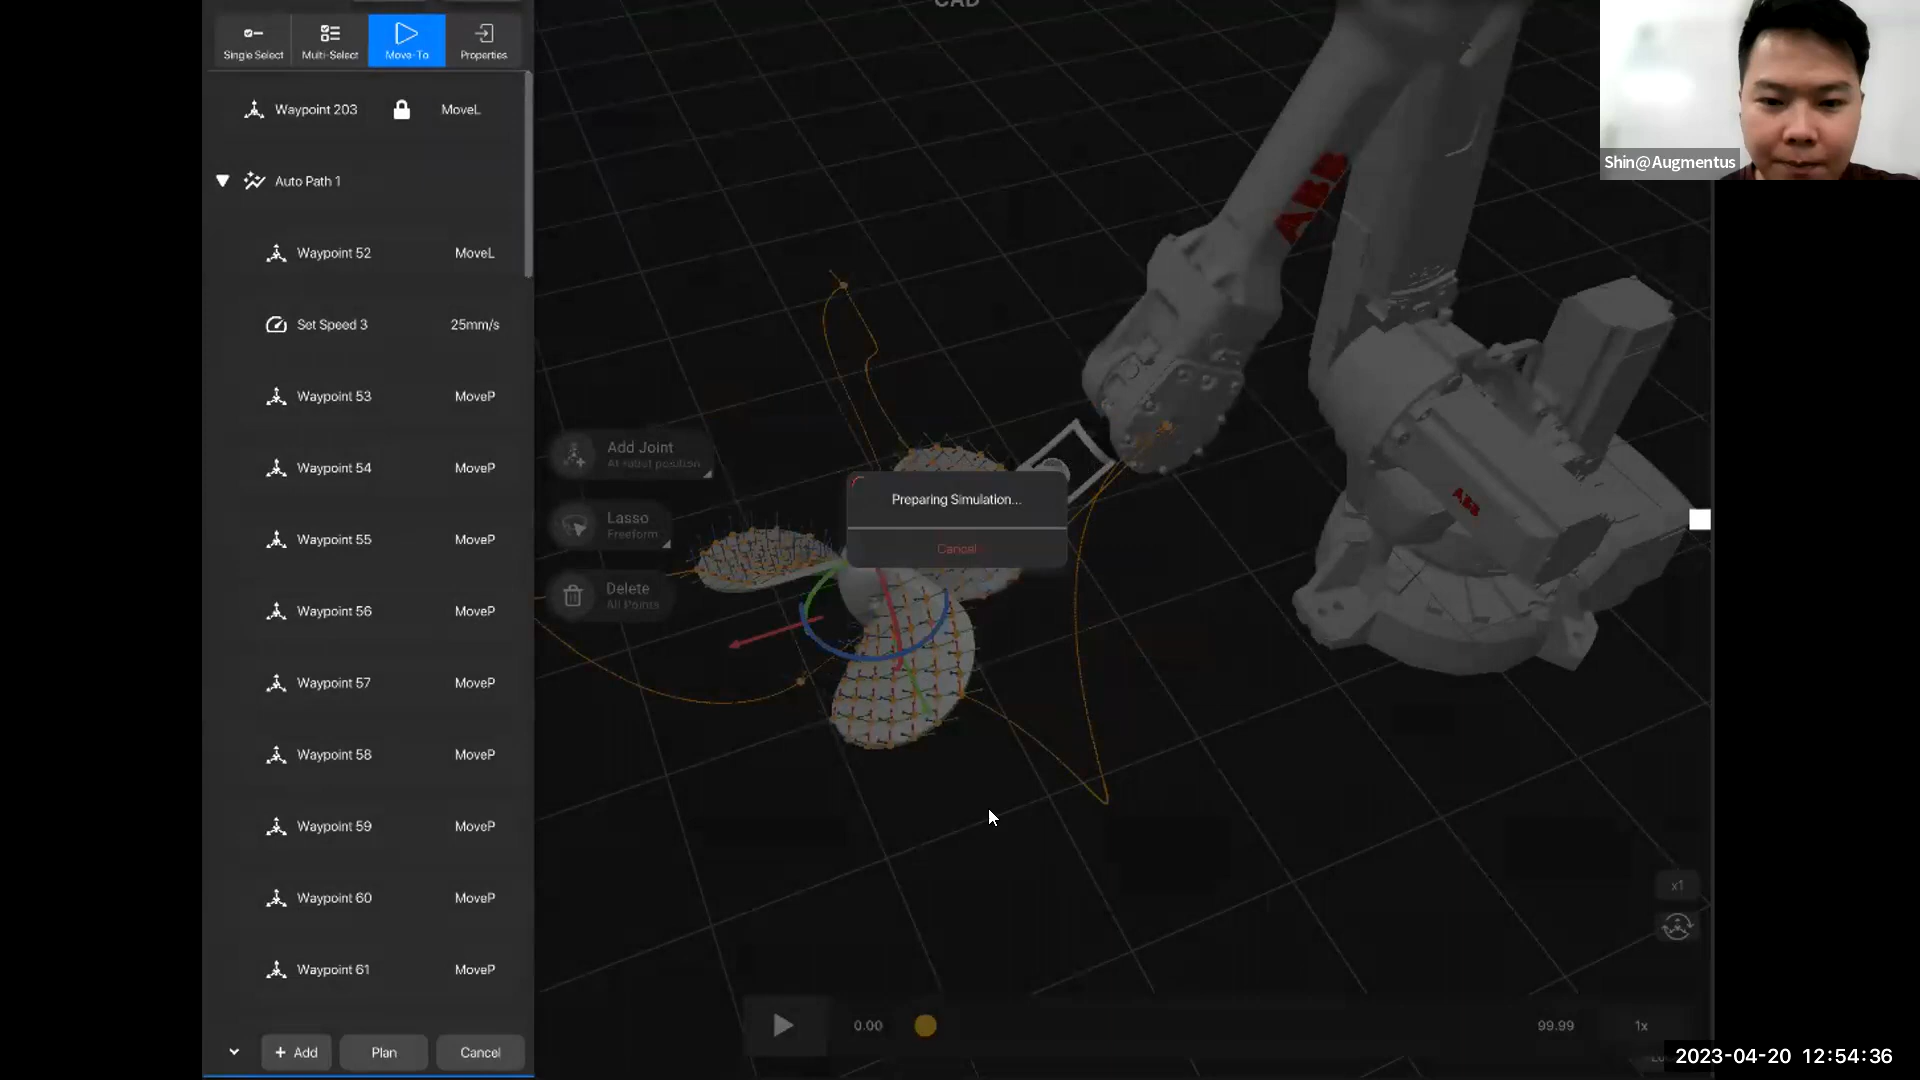 CAD
Single Select
Multi-Select
Move-To
Properties
Waypoint 203 MoveL
Auto Path 1
Waypoint 52 MoveL
Set Speed 3 25mm/s
Waypoint 53 MoveP
Waypoint 54 MoveP
Waypoint 55 MoveP
Waypoint 56 MoveP
Waypoint 57 MoveP
Waypoint 58 MoveP
Waypoint 59 MoveP
Waypoint 60 MoveP
Waypoint 61 MoveP
+ Add
Plan
Cancel
Add Joint
At robot position
Lasso
Freeform
Delete
All Points
Preparing Simulation...
Cancel
ABB
ABB
Shin@Augmentus
x1
0.00
99.99
1x
2023-04-20 12:54:36